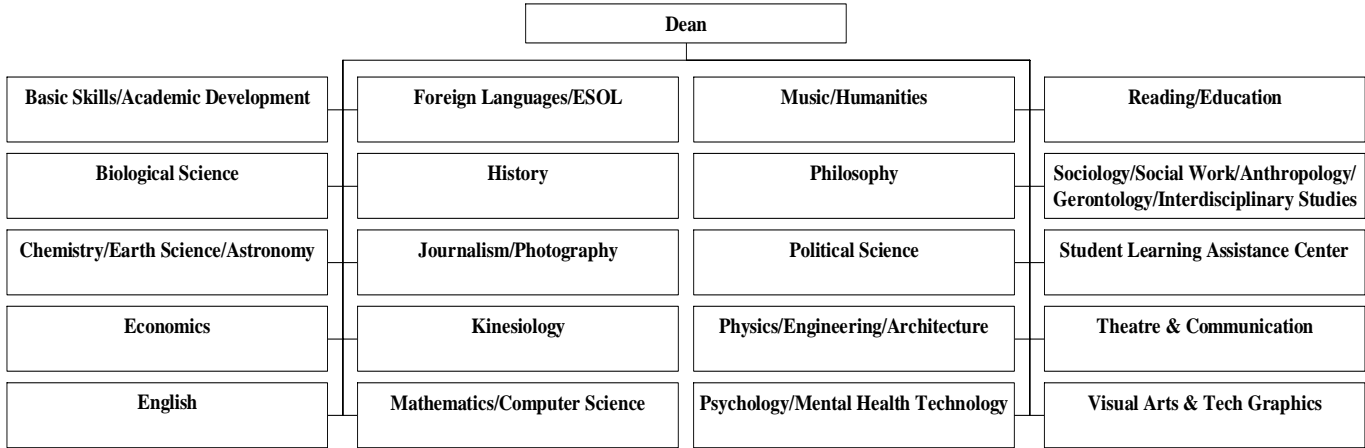 Dean
Basic Skills/Academic Development
Foreign Languages/ESOL
Music/Humanities
Reading/Education
Biological Science
History
Philosophy
Sociology/Social Work/Anthropology/
Gerontology/Interdisciplinary Studies
Chemistry/Earth Science/Astronomy
Journalism/Photography
Political Science
Student Learning Assistance Center
Economics
Kinesiology
Physics/Engineering/Architecture
Theatre & Communication
English
Mathematics/Computer Science
Psychology/Mental Health Technology
Visual Arts & Tech Graphics